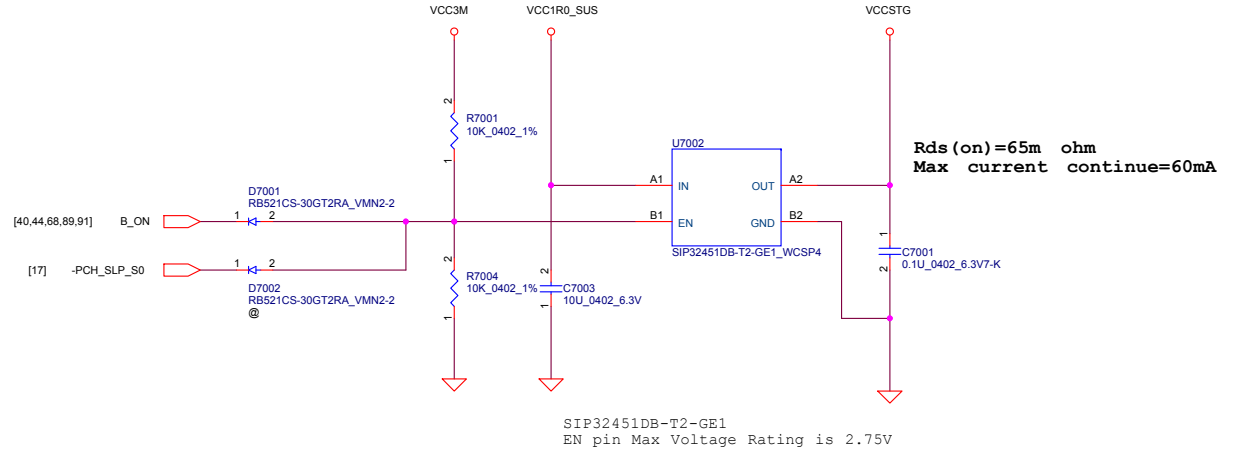 VCC3M
VCC1R0_SUS
VCCSTG
2
R7001
10K_0402_1%
1
U7002
Rds(on)=65m ohm
Max current continue=60mA
A1
IN
OUT
A2
D7001
RB521CS-30GT2RA_VMN2-2
[40,44,68,89,91]
B_ON
1
2
B1
EN
GND
B2
SIP32451DB-T2-GE1_WCSP4
1
C7001
0.1U_0402_6.3V7-K
2
[17]
-PCH_SLP_S0
1
2
D7002
RB521CS-30GT2RA_VMN2-2
@
2
R7004
10K_0402_1%
1
2
C7003
10U_0402_6.3V
1
SIP32451DB-T2-GE1
EN pin Max Voltage Rating is 2.75V